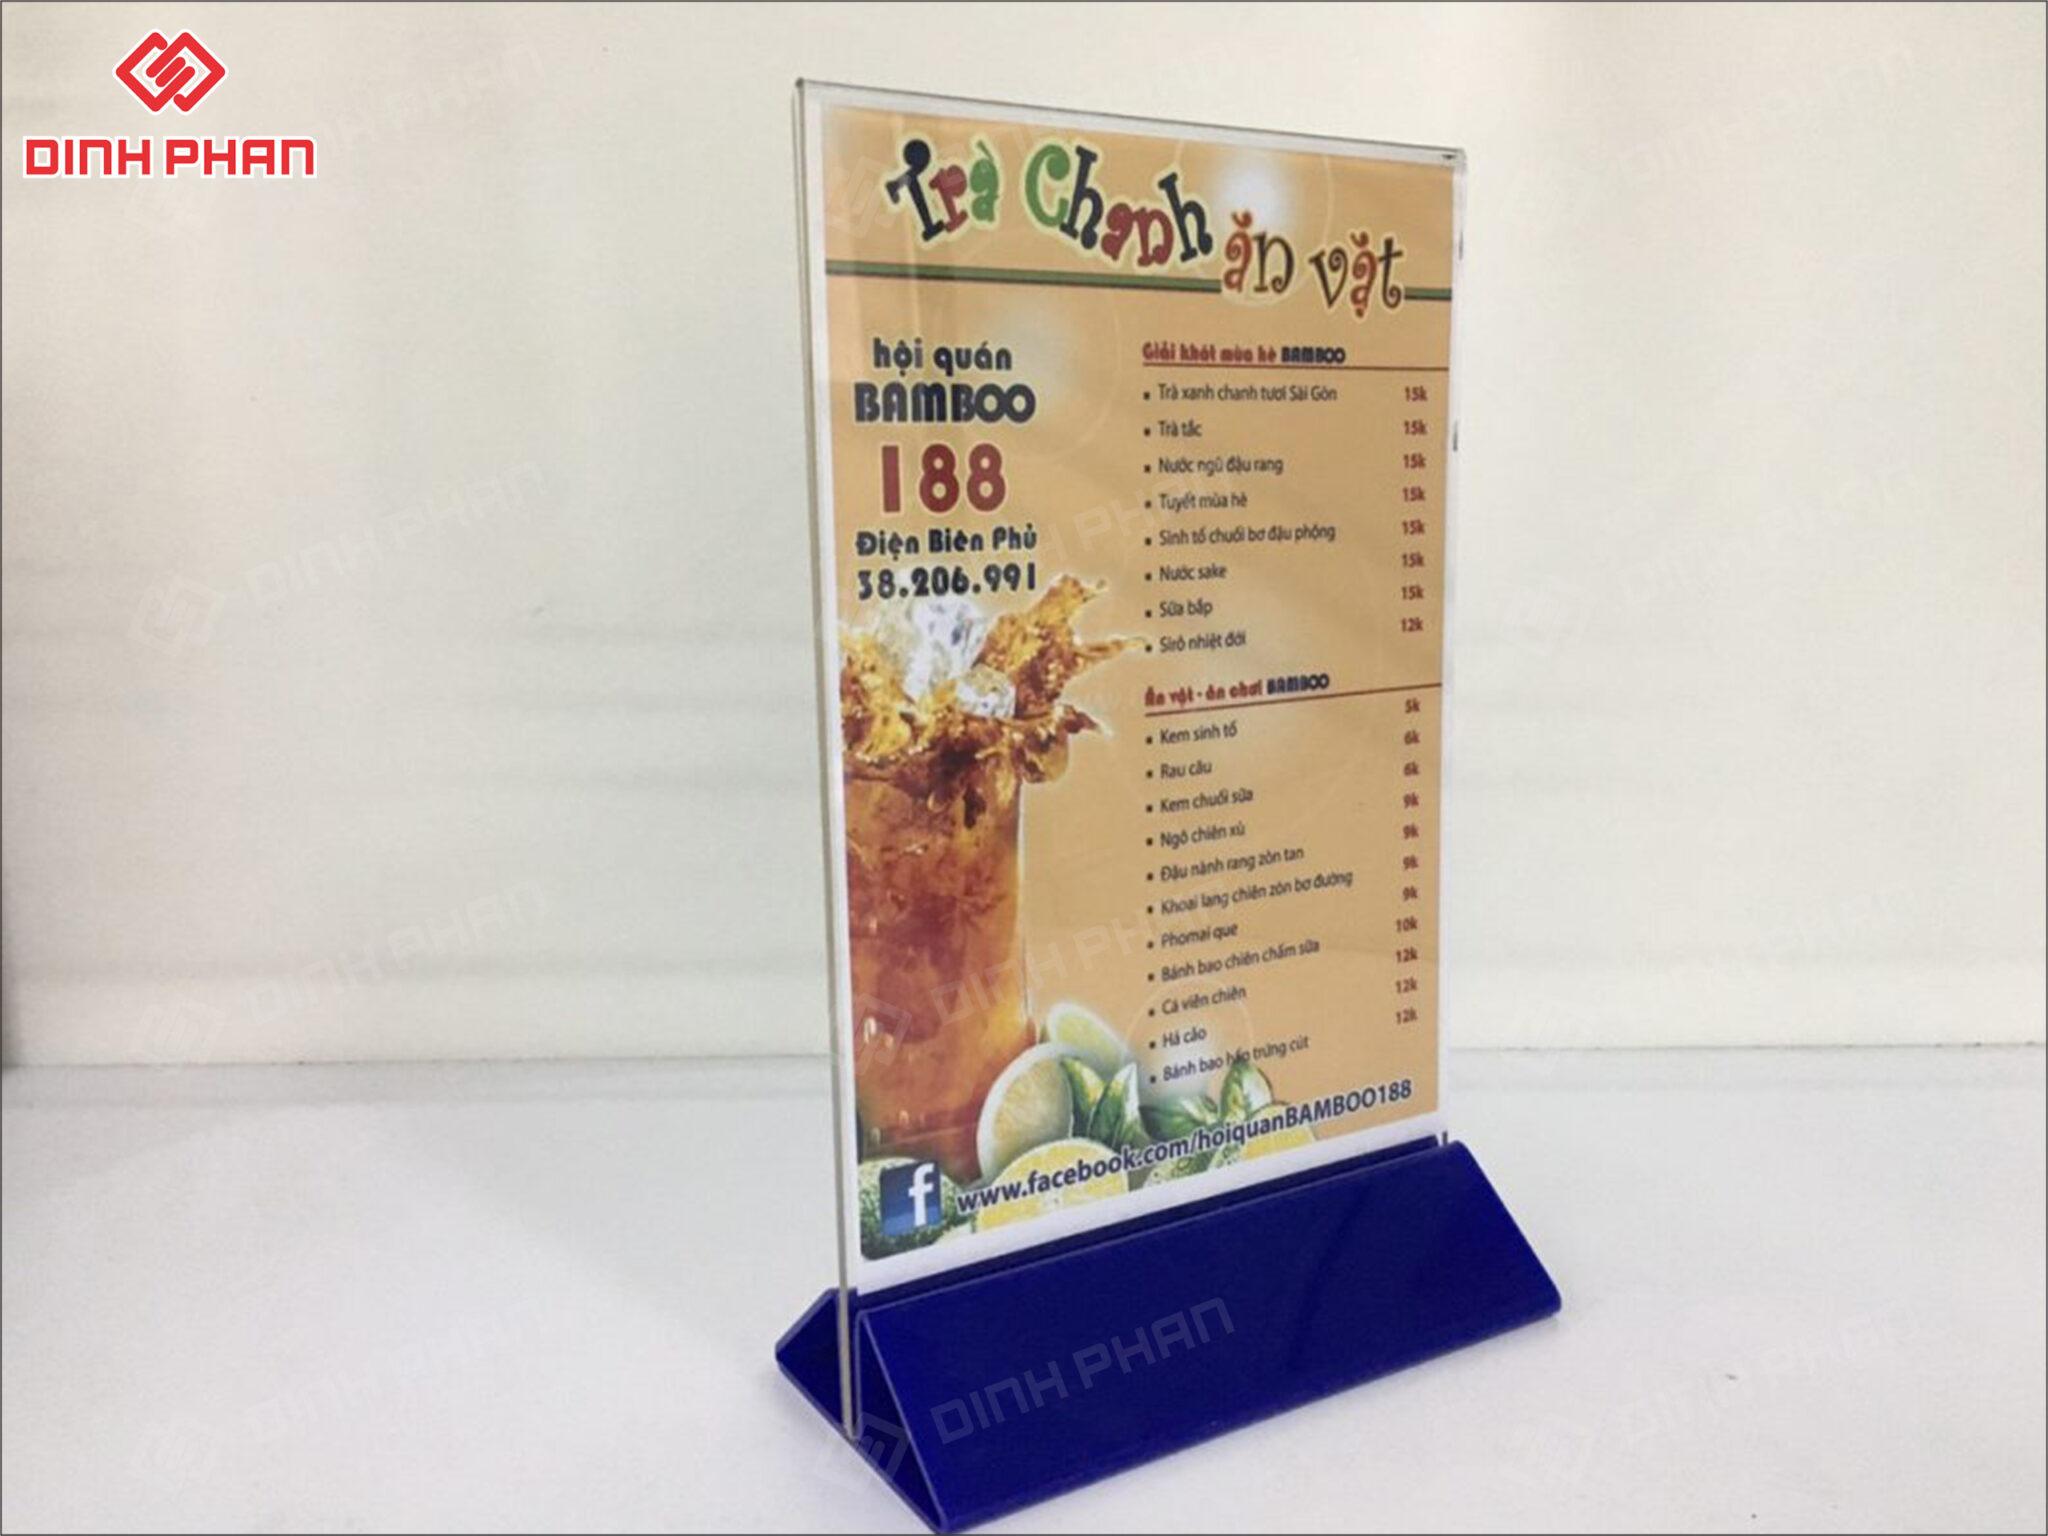 DINH PHAN
Trà Chanh ăn vặt
hội quán
BAMBOO
188
Điện Biên Phủ
38.206.991
Giải khát mùa hè BAMBOO
Trà xanh chanh tươi Sài Gòn 15k
Trà tắc 15k
Nước ngũ đậu rang 15k
Tuyết mùa hè 15k
Sinh tố chuối bơ đậu phộng 15k
Nước sake 15k
Sữa bắp 15k
Sirô nhiệt đới 12k
Ăn vặt - ăn chơi BAMBOO
Kem sinh tố 5k
Rau câu 6k
Kem chuối sữa 6k
Ngô chiên xù 9k
Đậu nành rang zòn tan 9k
Khoai lang chiên zòn bơ đường 9k
Phomai que 9k
Bánh bao chiên chấm sữa 10k
Cá viên chiên 12k
Há cảo 12k
Bánh bao hấp trứng cút 12k
f www.facebook.com/hoiquanBAMBOO188